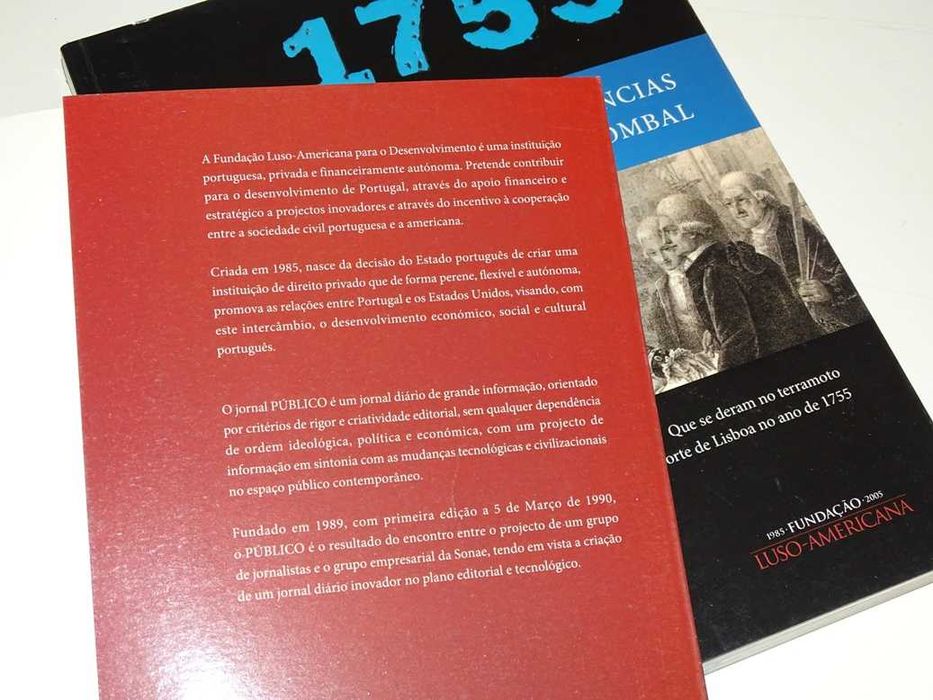 1755
NCIAS
OMBAL
A Fundação Luso-Americana para o Desenvolvimento é uma instituição
portuguesa, privada e financeiramente autónoma. Pretende contribuir
para o desenvolvimento de Portugal, através do apoio financeiro e
estratégico a projectos inovadores e através do incentivo à cooperação
entre a sociedade civil portuguesa e a americana.
Criada em 1985, nasce da decisão do Estado português de criar uma
instituição de direito privado que de forma perene, flexível e autónoma,
promova as relações entre Portugal e os Estados Unidos, visando, com
este intercâmbio, o desenvolvimento económico, social e cultural
português.
O jornal PÚBLICO é um jornal diário de grande informação, orientado
por critérios de rigor e criatividade editorial, sem qualquer dependência
de ordem ideológica, política e económica, com um projecto de
informação em sintonia com as mudanças tecnológicas e civilizacionais
no espaço público contemporâneo.
Fundado em 1989, com primeira edição a 5 de Março de 1990,
o PÚBLICO é o resultado do encontro entre o projecto de um grupo
de jornalistas e o grupo empresarial da Sonae, tendo em vista a criação
de um jornal diário inovador no plano editorial e tecnológico.
Que se deram no terramoto
orte de Lisboa no ano de 1755
1985·FUNDAÇÃO·2005
LUSO-AMERICANA